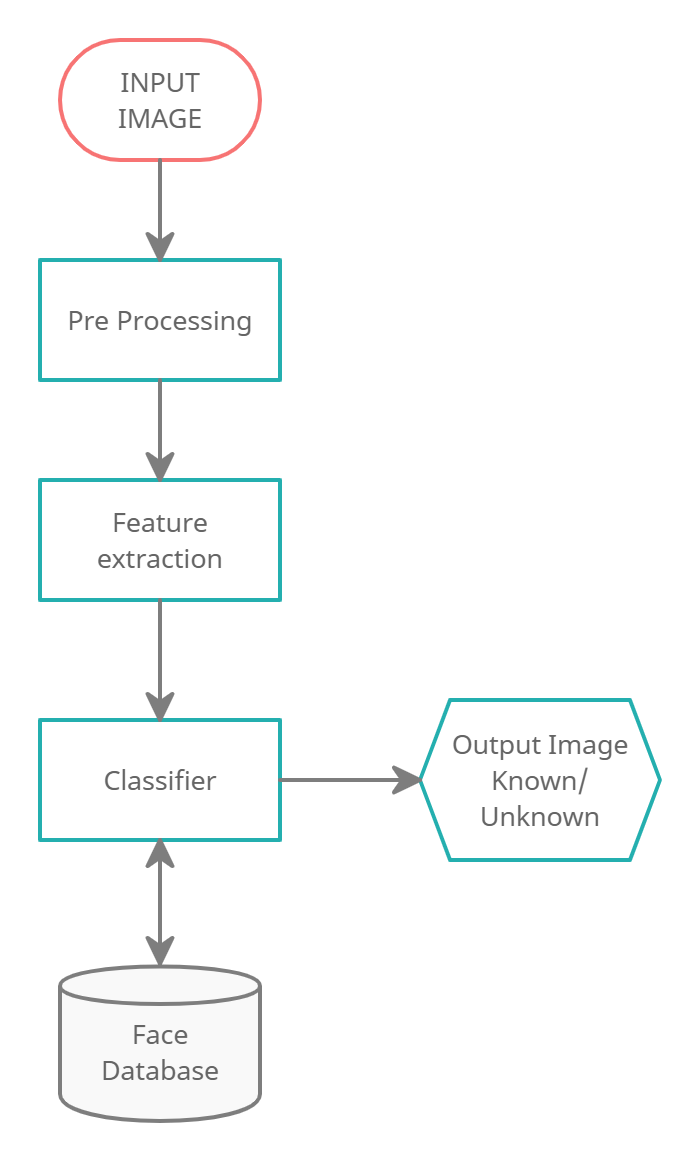 INPUT
IMAGE
Pre Processing
Feature
extraction
Classifier
Output Image
Known/
Unknown
Face
Database